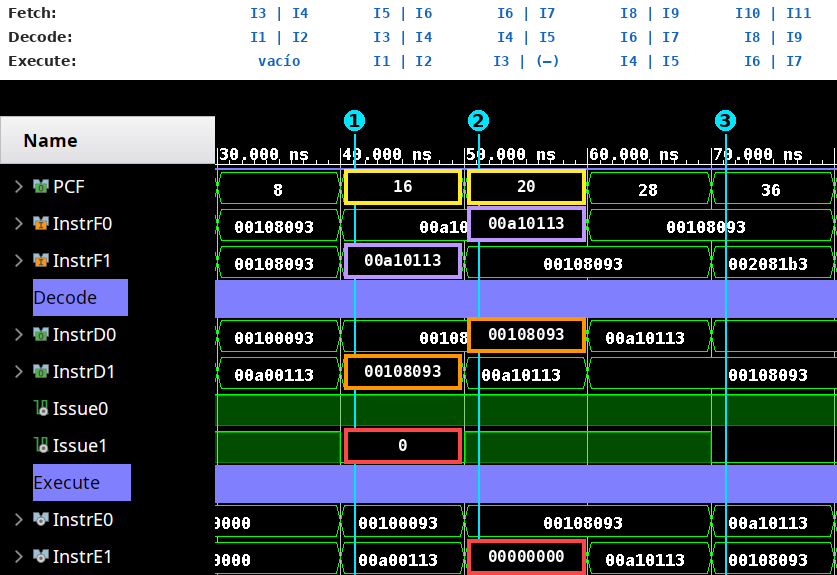 Fetch: I3 | I4 I5 | I6 I6 | I7 I8 | I9 I10 | I11
Decode: I1 | I2 I3 | I4 I4 | I5 I6 | I7 I8 | I9
Execute: vacío I1 | I2 I3 | (—) I4 | I5 I6 | I7
1 2 3
Name 30.000 ns 40.000 ns 50.000 ns 60.000 ns 70.000 ns
PCF 8 16 20 28 36
InstrF0 00108093 00a10 00a10113 00108093
InstrF1 00108093 00a10113 00108093 002081b3
Decode
InstrD0 00100093 00108 00108093 00a10113
InstrD1 00a00113 00108093 00a10113 00108093
Issue0
Issue1 0
Execute
InstrE0 0000 00100093 00108093 00a10113
InstrE1 0000 00a00113 00000000 00a10113 00108093